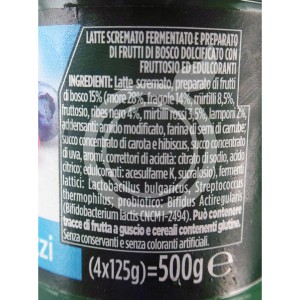 LATTE SCREMATO FERMENTATO E PREPARATO
DI FRUTTI DI BOSCO DOLCIFICATO CON
FRUTTOSIO ED EDULCORANTI
INGREDIENTI: Latte scremato, preparato di frutti
di bosco 15% (more 28%, fragole 14%, mirtilli 8,5%,
fruttosio, ribes nero 4%, mirtilli rossi 3,5%, lamponi 2%,
addensanti: amido modificato, farina di semi di carrube;
succo concentrato di carota e hibiscus, succo concentrato
di uva, aromi, correttori di acidità: citrato di sodio, acido
citrico; edulcoranti: acesulfame K, sucralosio), fermenti
lattici: Lactobacillus bulgaricus, Streptococcus
thermophilus; probiotico: Bifidus Actiregularis
(Bifidobacterium lactis CNCM I-2494). Può contenere
tracce di frutta a guscio e cereali contenenti glutine.
Senza conservanti e senza coloranti artificiali.
zi
(4x125g)=500g e